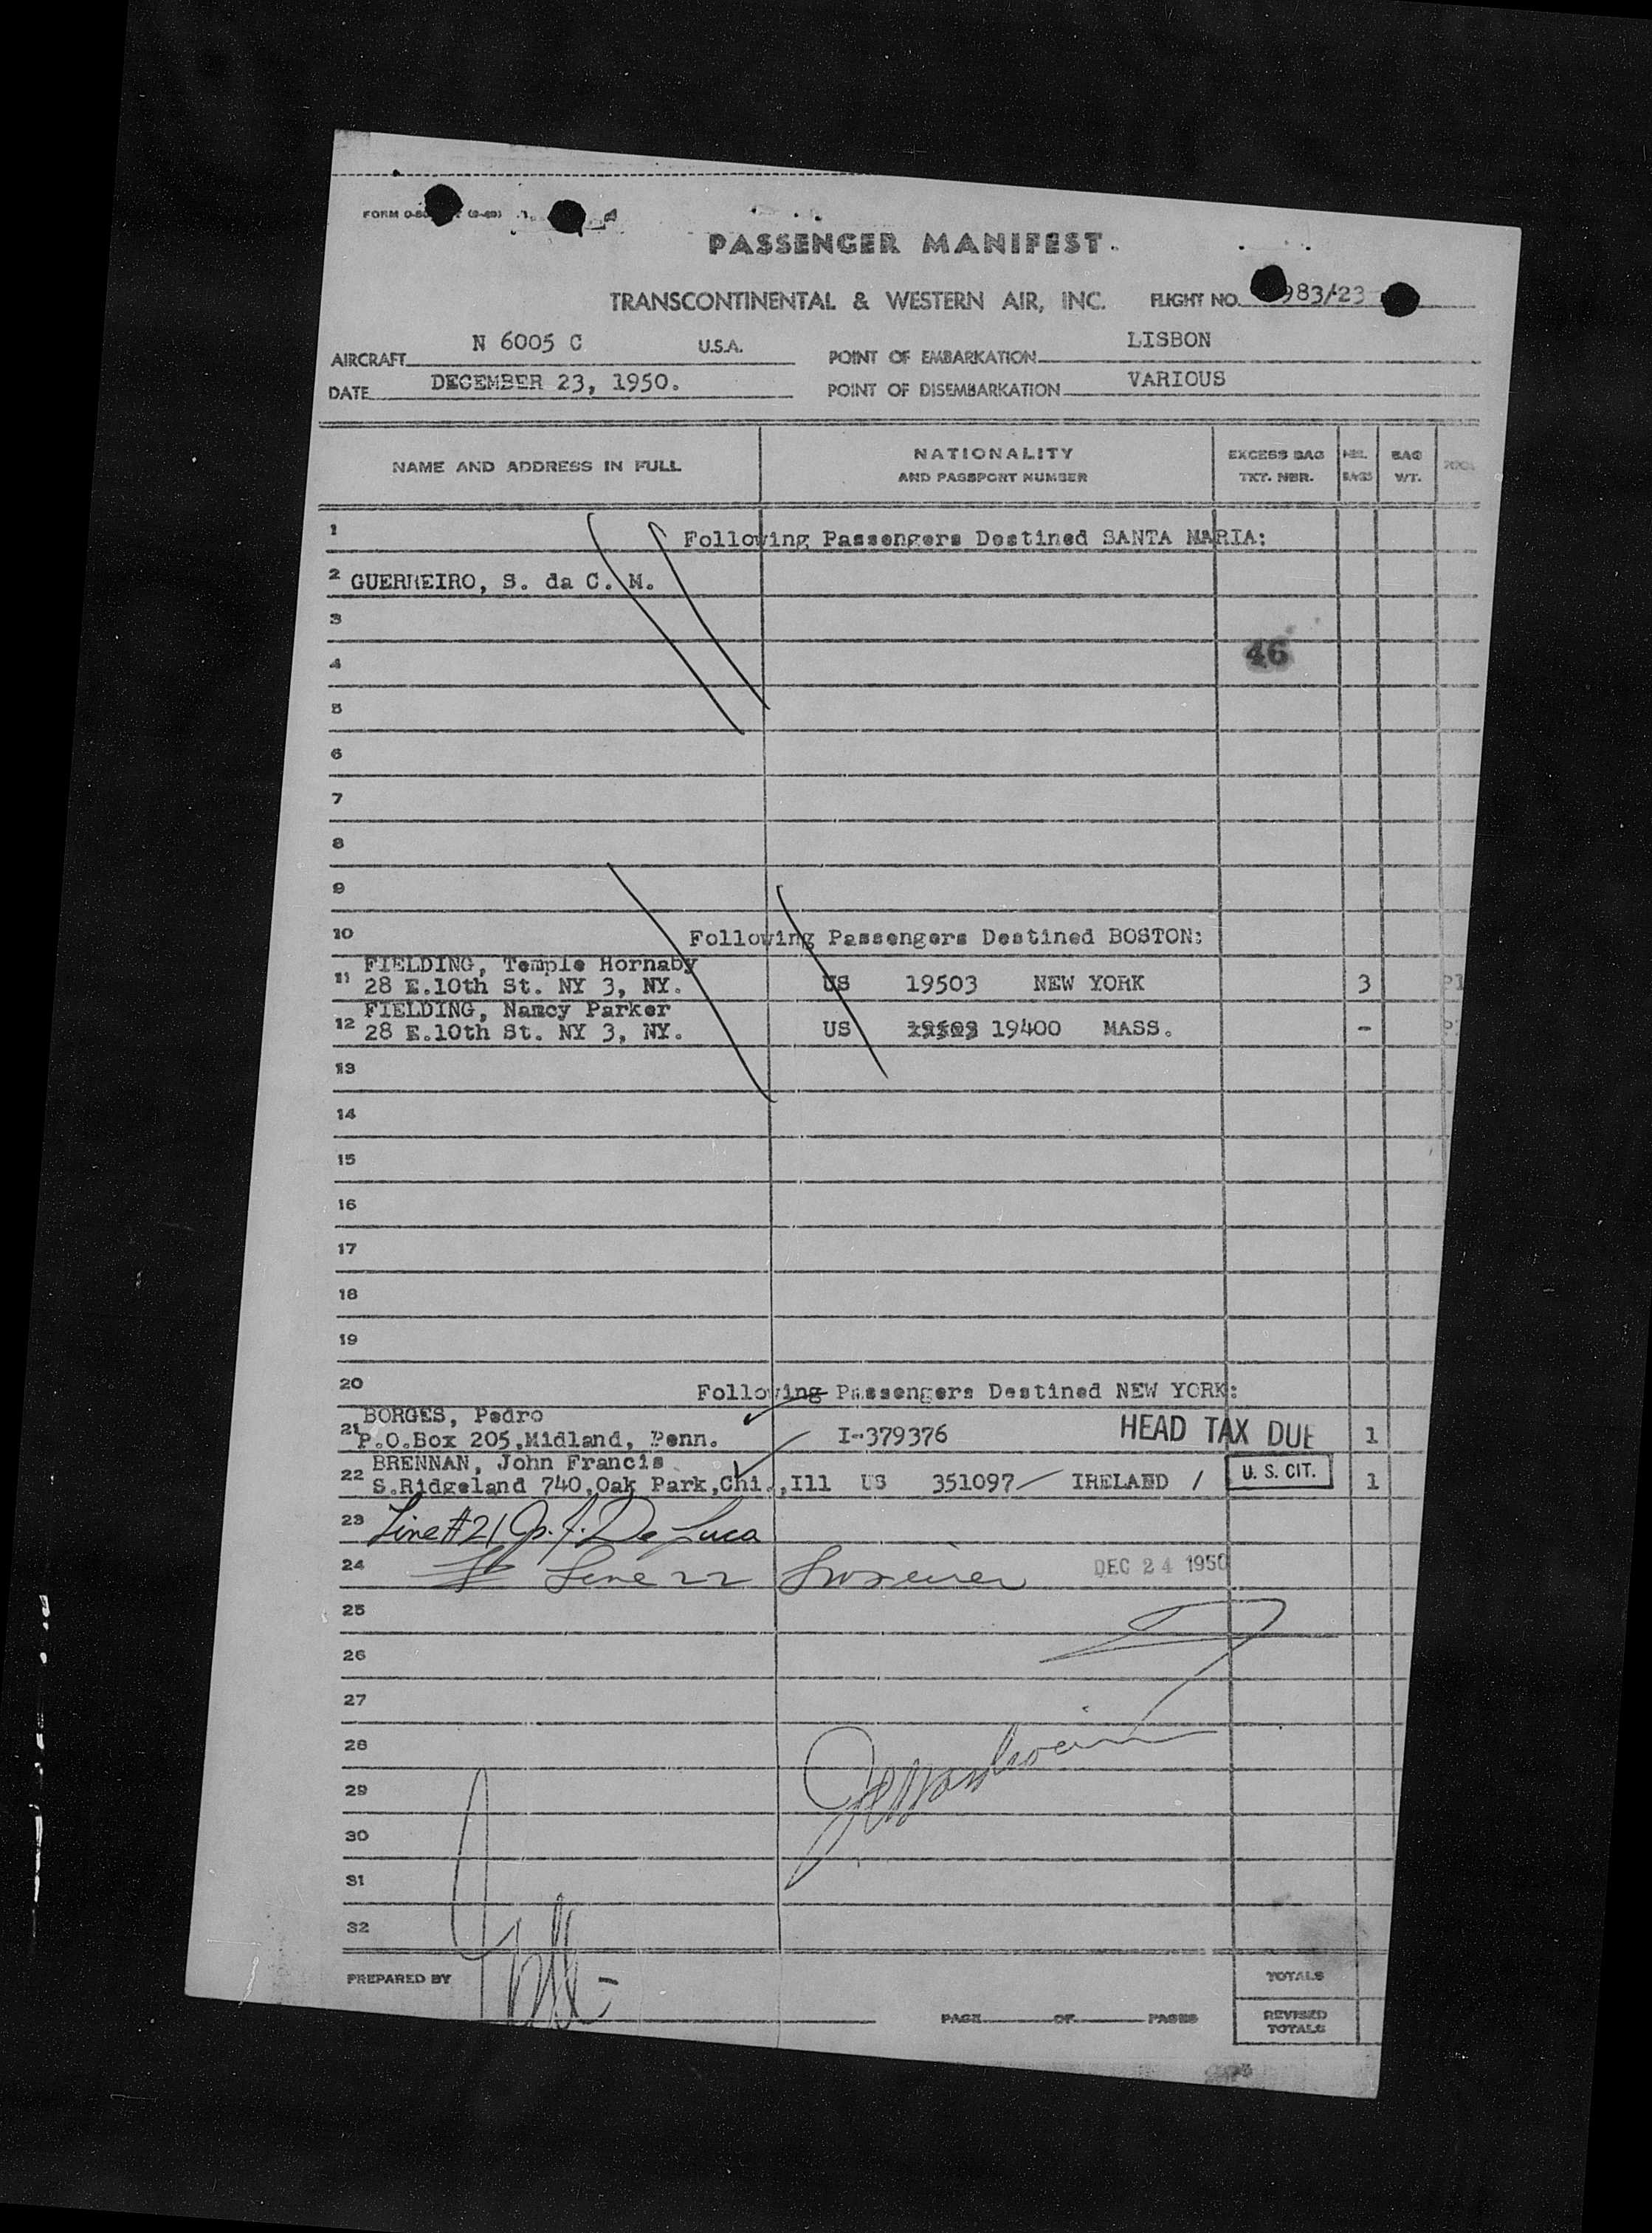 PASSENGER MANIFEST
TRANSCONTINENTAL & WESTERN AIR, INC. FLIGHT NO. 983/23
AIRCRAFT N 6005 C U.S.A. POINT OF EMBARKATION LISBON
DATE DECEMBER 23, 1950. POINT OF DISEMBARKATION VARIOUS
NAME AND ADDRESS IN FULL NATIONALITY AND PASSPORT NUMBER EXCESS BAG TKT. NBR. BAGS BAG WT.
1 Following Passengers Destined SANTA MARIA:
2 GUERREIRO, S. da C. M.
3
4 46
5
6
7
8
9
10 Following Passengers Destined BOSTON:
FIELDING, Temple Hornaby
11 28 E.10th St. NY 3, NY. US 19503 NEW YORK 3
FIELDING, Nancy Parker
12 28 E.10th St. NY 3, NY. US 19400 MASS. -
13
14
15
16
17
18
19
20 Following Passengers Destined NEW YORK:
BORGES, Pedro
21 P.O.Box 205,Midland, Penn. I-379376 HEAD TAX DUE 1
BRENNAN, John Francis
22 S.Ridgeland 740,Oak Park,Chi.,Ill US 351097 / IRELAND / U. S. CIT. 1
23 Line #21 De Luca
24 Line 22 DEC 24 1950
25
26
27
28
29
30
31
32
PREPARED BY TOTALS
PAGE OF PAGES REVISED TOTALS